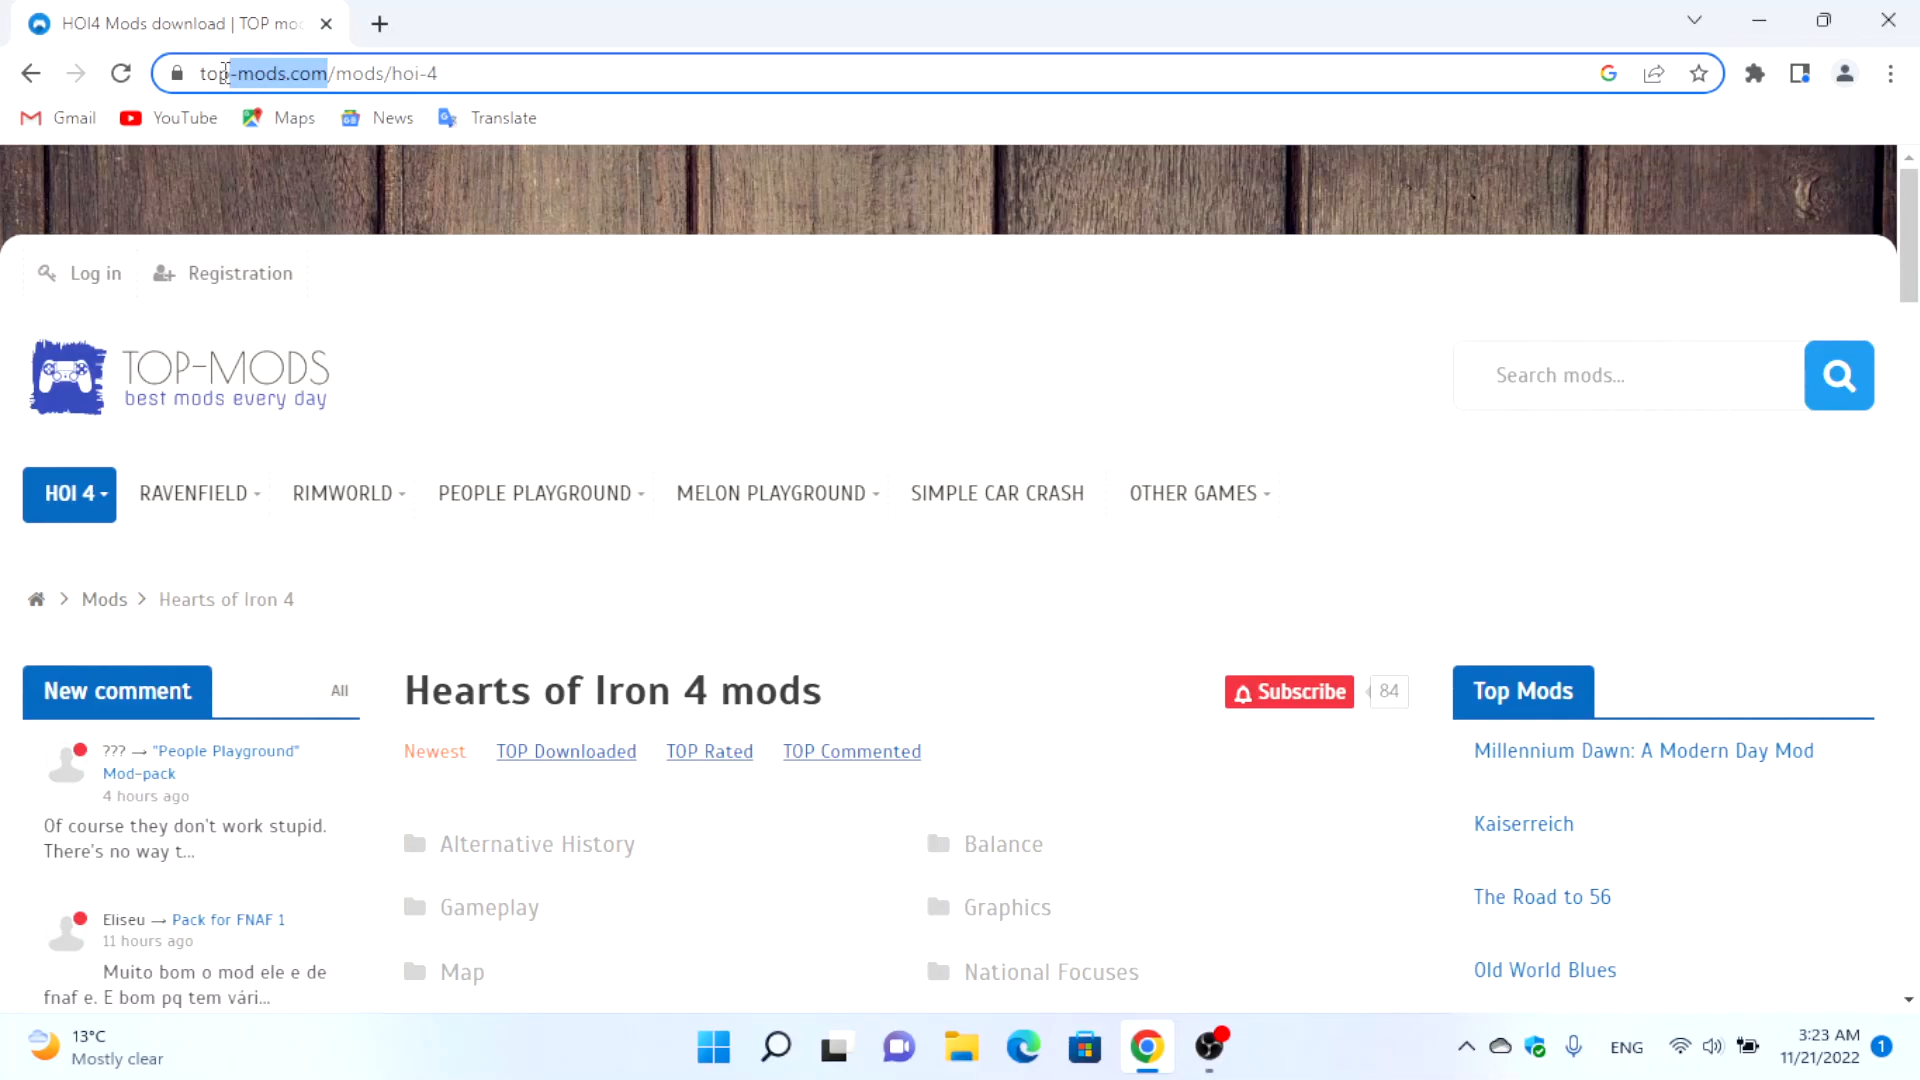 HOI4 Mods download | TOP mo
top-mods.com/mods/hoi-4
Gmail YouTube Maps News Translate
Log in Registration
TOP-MODS
best mods every day
Search mods...
HOI 4 RAVENFIELD RIMWORLD PEOPLE PLAYGROUND MELON PLAYGROUND SIMPLE CAR CRASH OTHER GAMES
Mods Hearts of Iron 4
New comment All
??? → "People Playground"
Mod-pack
4 hours ago
Of course they don't work stupid.
There's no way t...
Eliseu → Pack for FNAF 1
11 hours ago
Muito bom o mod ele e de
fnaf e. E bom pq tem vári...
Hearts of Iron 4 mods
Subscribe 84
Newest TOP Downloaded TOP Rated TOP Commented
Alternative History Balance
Gameplay Graphics
Map National Focuses
Top Mods
Millennium Dawn: A Modern Day Mod
Kaiserreich
The Road to 56
Old World Blues
13°C
Mostly clear
ENG
3:23 AM
11/21/2022
1